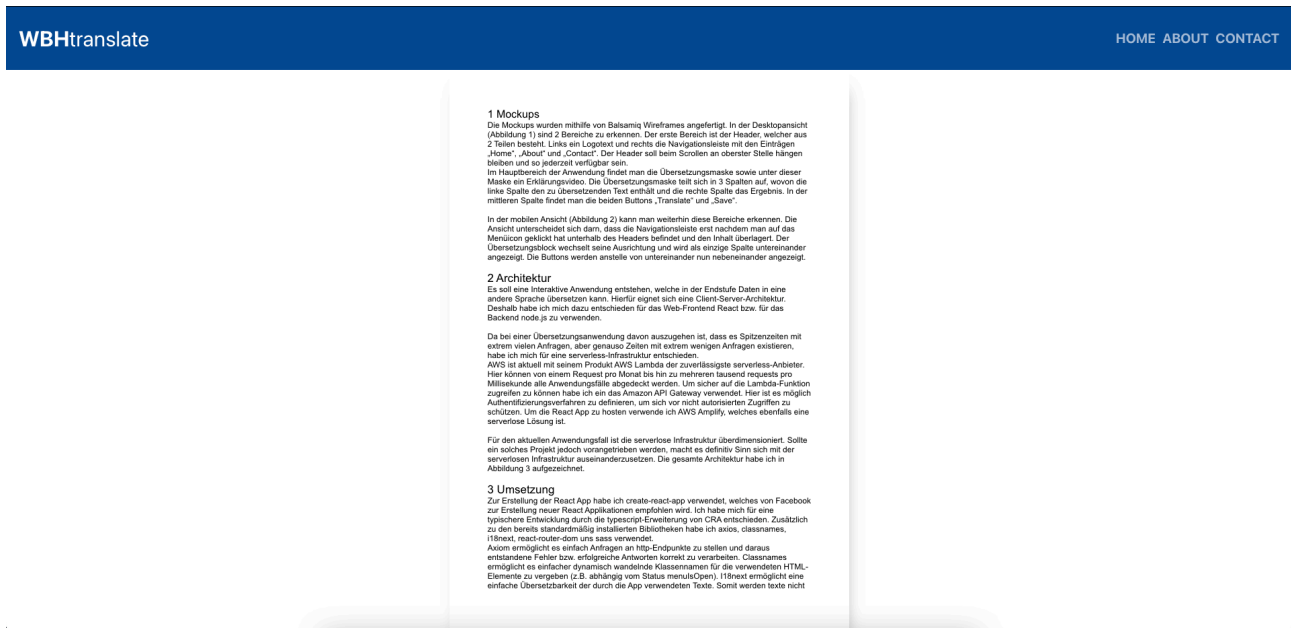 WBHtranslate
HOME ABOUT CONTACT
1 Mockups
Die Mockups wurden mithilfe von Balsamiq Wireframes angefertigt. In der Desktopansicht
(Abbildung 1) sind 2 Bereiche zu erkennen. Der erste Bereich ist der Header, welcher aus
2 Teilen besteht. Links ein Logotext und rechts die Navigationsleiste mit den Einträgen
„Home“, „About“ und „Contact“. Der Header soll beim Scrollen an oberster Stelle hängen
bleiben und so jederzeit verfügbar sein.
Im Hauptbereich der Anwendung findet man die Übersetzungsmaske sowie unter dieser
Maske ein Erklärungsvideo. Die Übersetzungsmaske teilt sich in 3 Spalten auf, wovon die
linke Spalte den zu übersetzenden Text enthält und die rechte Spalte das Ergebnis. In der
mittleren Spalte findet man die beiden Buttons „Translate“ und „Save“.
In der mobilen Ansicht (Abbildung 2) kann man weiterhin diese Bereiche erkennen. Die
Ansicht unterscheidet sich darn, dass die Navigationsleiste erst nachdem man auf das
Menüicon geklickt hat unterhalb des Headers befindet und den Inhalt überlagert. Der
Übersetzungsblock wechselt seine Ausrichtung und wird als einzige Spalte untereinander
angezeigt. Die Buttons werden anstelle von untereinander nun nebeneinander angezeigt.
2 Architektur
Es soll eine Interaktive Anwendung entstehen, welche in der Endstufe Daten in eine
andere Sprache übersetzen kann. Hierfür eignet sich eine Client-Server-Architektur.
Deshalb habe ich mich dazu entschieden für das Web-Frontend React bzw. für das
Backend node.js zu verwenden.
Da bei einer Übersetzungsanwendung davon auszugehen ist, dass es Spitzenzeiten mit
extrem vielen Anfragen, aber genauso Zeiten mit extrem wenigen Anfragen existieren,
habe ich mich für eine serverless-Infrastruktur entschieden.
AWS ist aktuell mit seinem Produkt AWS Lambda der zuverlässigste serverless-Anbieter.
Hier können von einem Request pro Monat bis hin zu mehreren tausend requests pro
Millisekunde alle Anwendungsfälle abgedeckt werden. Um sicher auf die Lambda-Funktion
zugreifen zu können habe ich ein das Amazon API Gateway verwendet. Hier ist es möglich
Authentifizierungsverfahren zu definieren, um sich vor nicht autorisierten Zugriffen zu
schützen. Um die React App zu hosten verwende ich AWS Amplify, welches ebenfalls eine
serverlose Lösung ist.
Für den aktuellen Anwendungsfall ist die serverlose Infrastruktur überdimensioniert. Sollte
ein solches Projekt jedoch vorangetrieben werden, macht es definitiv Sinn sich mit der
serverlosen Infrastruktur auseinanderzusetzen. Die gesamte Architektur habe ich in
Abbildung 3 aufgezeichnet.
3 Umsetzung
Zur Erstellung der React App habe ich create-react-app verwendet, welches von Facebook
zur Erstellung neuer React Applikationen empfohlen wird. Ich habe mich für eine
typischere Entwicklung durch die typescript-Erweiterung von CRA entschieden. Zusätzlich
zu den bereits standardmäßig installierten Bibliotheken habe ich axios, classnames,
i18next, react-router-dom uns sass verwendet.
Axiom ermöglicht es einfach Anfragen an http-Endpunkte zu stellen und daraus
entstandene Fehler bzw. erfolgreiche Antworten korrekt zu verarbeiten. Classnames
ermöglicht es einfacher dynamisch wandelnde Klassennamen für die verwendeten HTML-
Elemente zu vergeben (z.B. abhängig vom Status menuIsOpen). I18next ermöglicht eine
einfache Übersetzbarkeit der durch die App verwendeten Texte. Somit werden texte nicht